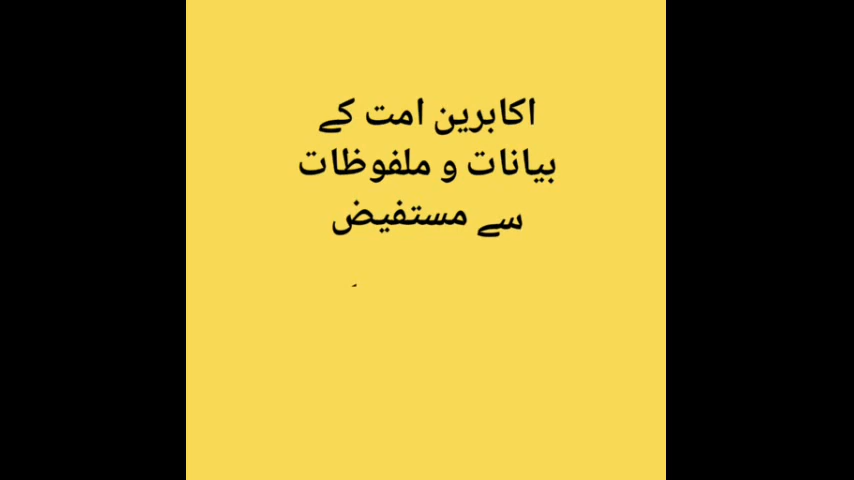 اکابرین امت کے
بیانات و ملفوظات
سے مستفیض